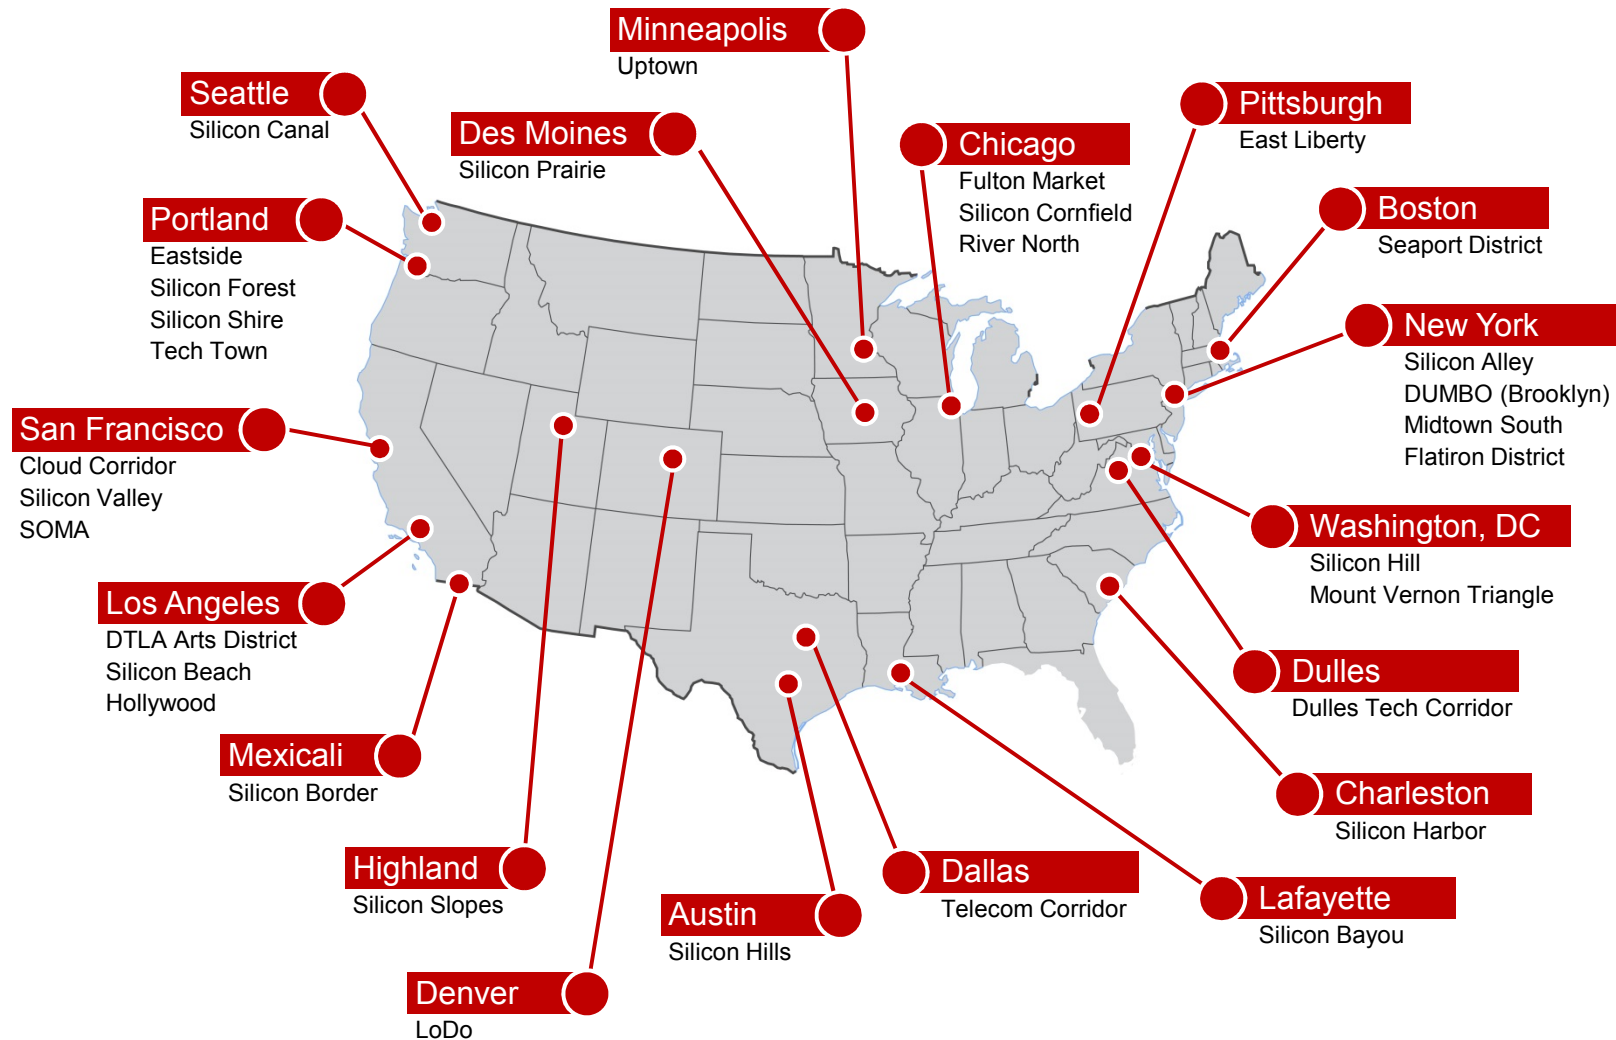 Minneapolis
Uptown
Seattle
Silicon Canal
Des Moines
Silicon Prairie
Chicago
Fulton Market
Silicon Cornfield
River North
Pittsburgh
East Liberty
Portland
Eastside
Silicon Forest
Silicon Shire
Tech Town
Boston
Seaport District
New York
Silicon Alley
DUMBO (Brooklyn)
Midtown South
Flatiron District
San Francisco
Cloud Corridor
Silicon Valley
SOMA
Washington, DC
Silicon Hill
Mount Vernon Triangle
Los Angeles
DTLA Arts District
Silicon Beach
Hollywood
Dulles
Dulles Tech Corridor
Mexicali
Silicon Border
Charleston
Silicon Harbor
Highland
Silicon Slopes
Dallas
Telecom Corridor
Lafayette
Silicon Bayou
Austin
Silicon Hills
Denver
LoDo